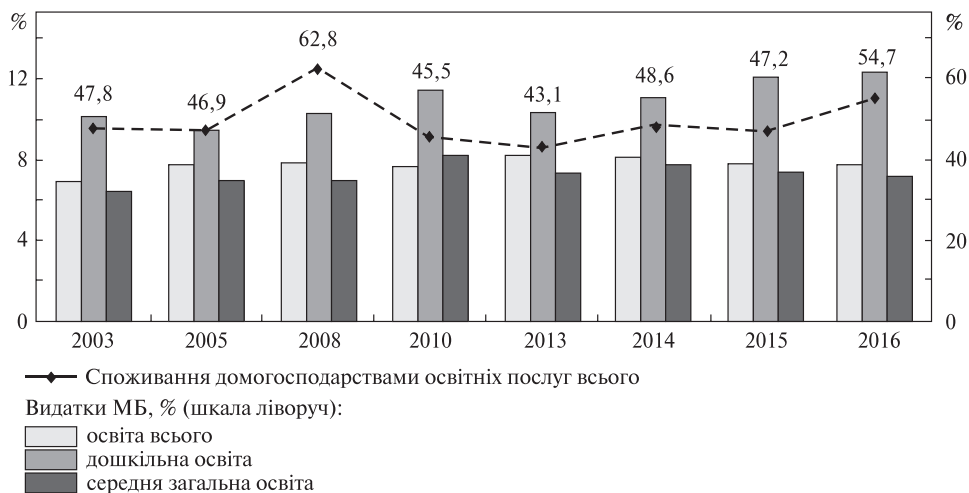 % %
62,8
47,8 46,9 45,5 43,1 48,6 47,2 54,7
12 60
8 40
4 20
0 0
2003 2005 2008 2010 2013 2014 2015 2016
Споживання домогосподарствами освітніх послуг всього
Видатки МБ, % (шкала ліворуч):
освіта всього
дошкільна освіта
середня загальна освіта